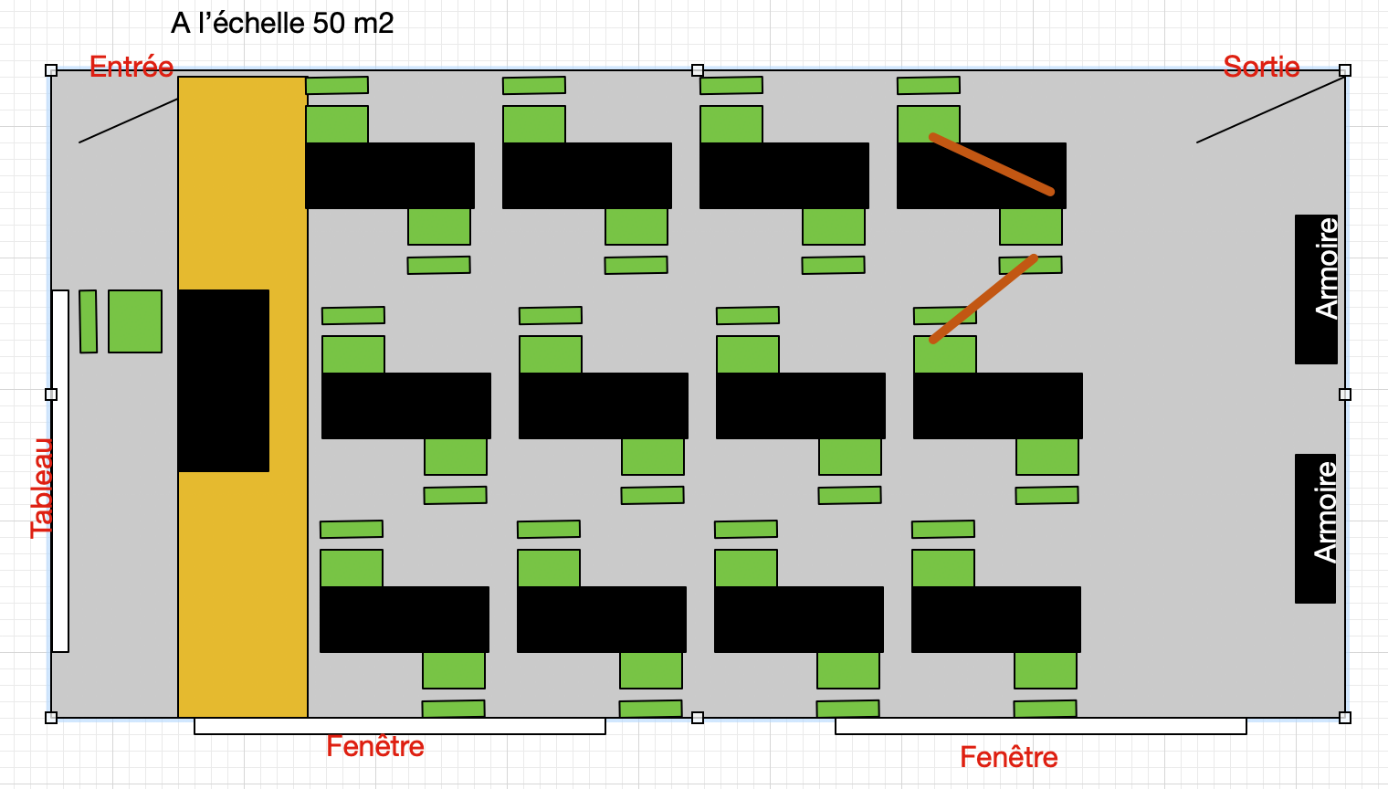 A l’échelle 50 m2
Entrée
Sortie
Armoire
Tableau
Armoire
Fenêtre
Fenêtre